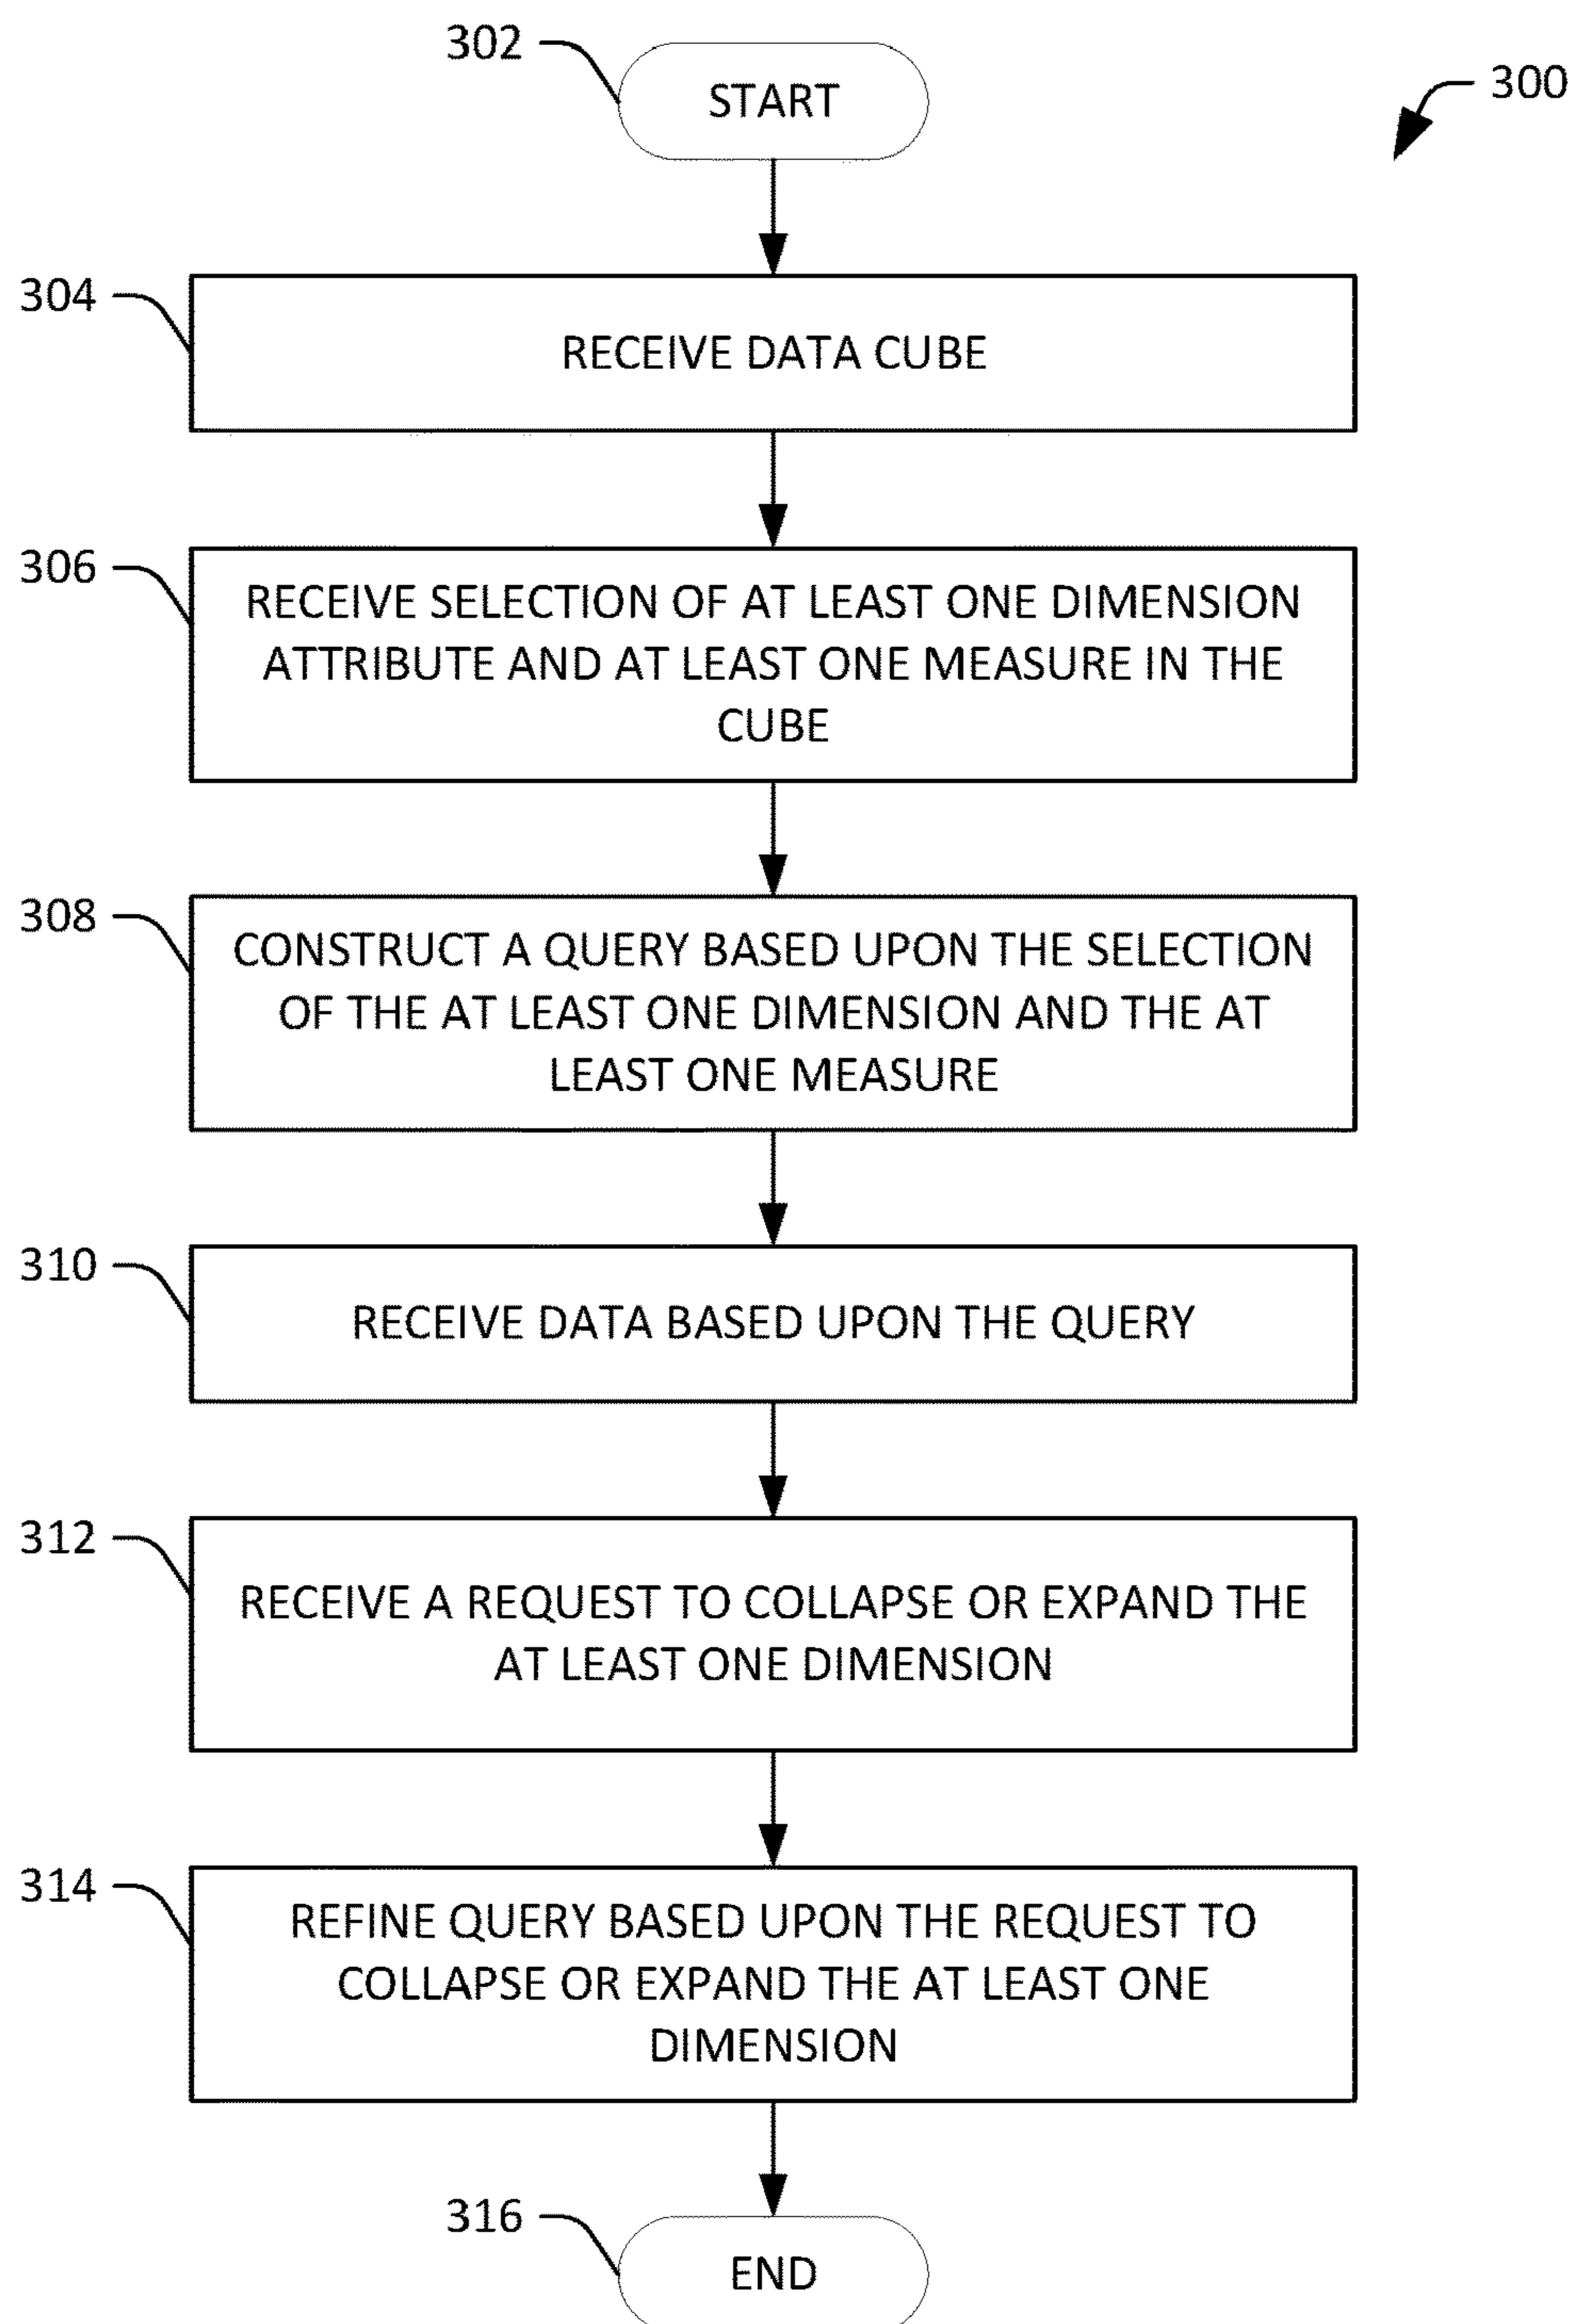 302
START
300
304
RECEIVE DATA CUBE
306
RECEIVE SELECTION OF AT LEAST ONE DIMENSION
ATTRIBUTE AND AT LEAST ONE MEASURE IN THE
CUBE
308
CONSTRUCT A QUERY BASED UPON THE SELECTION
OF THE AT LEAST ONE DIMENSION AND THE AT
LEAST ONE MEASURE
310
RECEIVE DATA BASED UPON THE QUERY
312
RECEIVE A REQUEST TO COLLAPSE OR EXPAND THE
AT LEAST ONE DIMENSION
314
REFINE QUERY BASED UPON THE REQUEST TO
COLLAPSE OR EXPAND THE AT LEAST ONE
DIMENSION
316
END